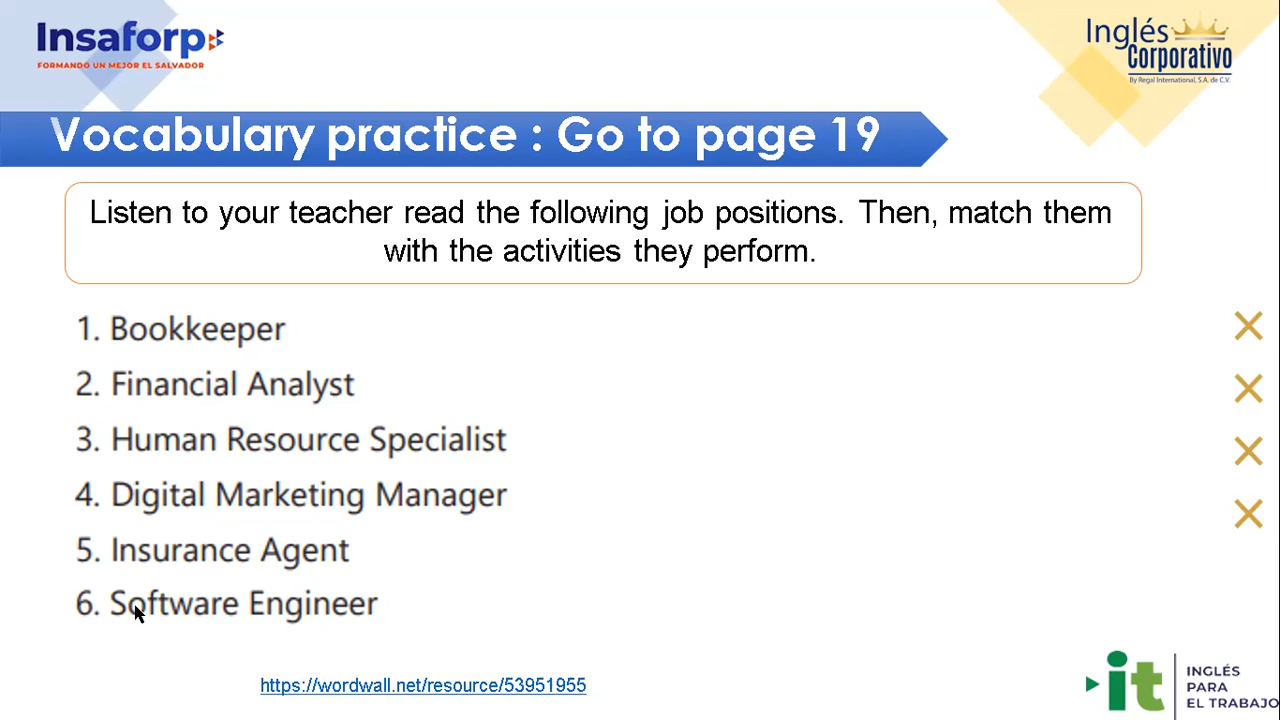 Insaforp
FORMANDO UN MEJOR EL SALVADOR
Inglés
Corporativo
By Regal International, S.A. de C.V.
Vocabulary practice : Go to page 19
Listen to your teacher read the following job positions. Then, match them
with the activities they perform.
1. Bookkeeper
2. Financial Analyst
3. Human Resource Specialist
4. Digital Marketing Manager
5. Insurance Agent
6. Software Engineer
https://wordwall.net/resource/53951955
it
INGLÉS
PARA
EL TRABAJO